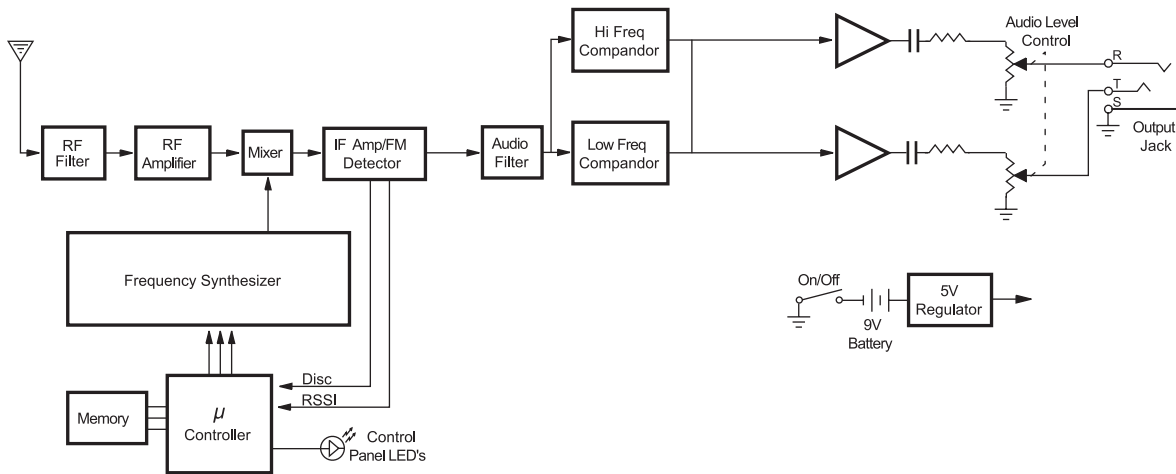 Hi Freq
Compandor
Audio Level
Control
R
T
S
Output
Jack
RF
Filter
RF
Amplifier
Mixer
IF Amp/FM
Detector
Audio
Filter
Low Freq
Compandor
Frequency Synthesizer
On/Off
9V
Battery
5V
Regulator
Disc
RSSI
Memory
μ
Controller
Control
Panel LED's